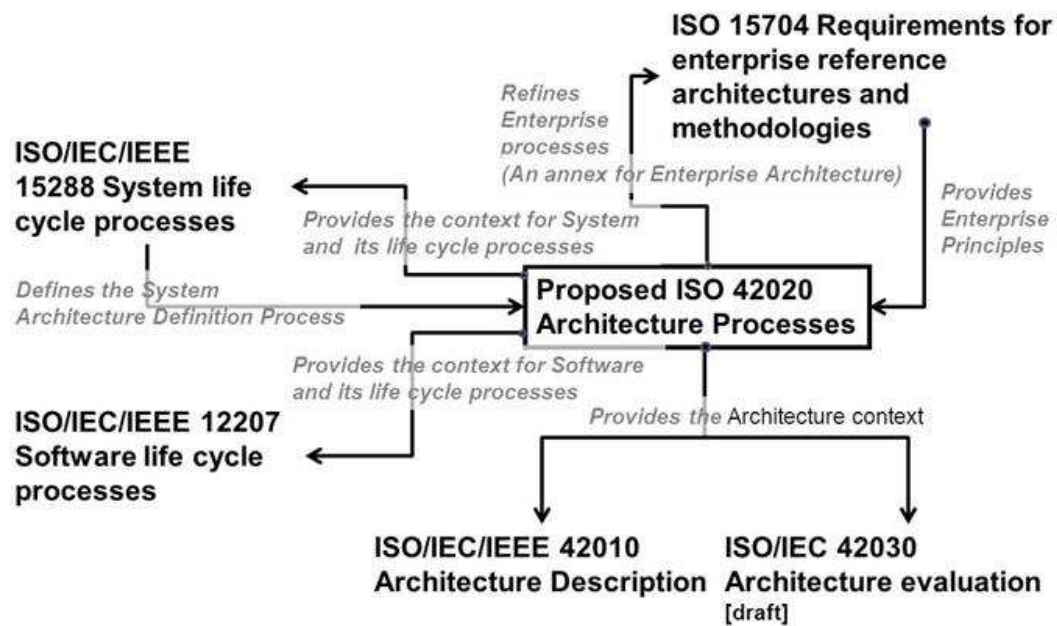 ISO 15704 Requirements for
enterprise reference
architectures and
methodologies
Refines
Enterprise
processes
(An annex for Enterprise Architecture)
ISO/IEC/IEEE
15288 System life
cycle processes
Provides the context for System
and its life cycle processes
Provides
Enterprise
Principles
Defines the System
Architecture Definition Process
Proposed ISO 42020
Architecture Processes
Provides the context for Software
and its life cycle processes
ISO/IEC/IEEE 12207
Software life cycle
processes
Provides the Architecture context
ISO/IEC/IEEE 42010
Architecture Description
ISO/IEC 42030
Architecture evaluation
[draft]